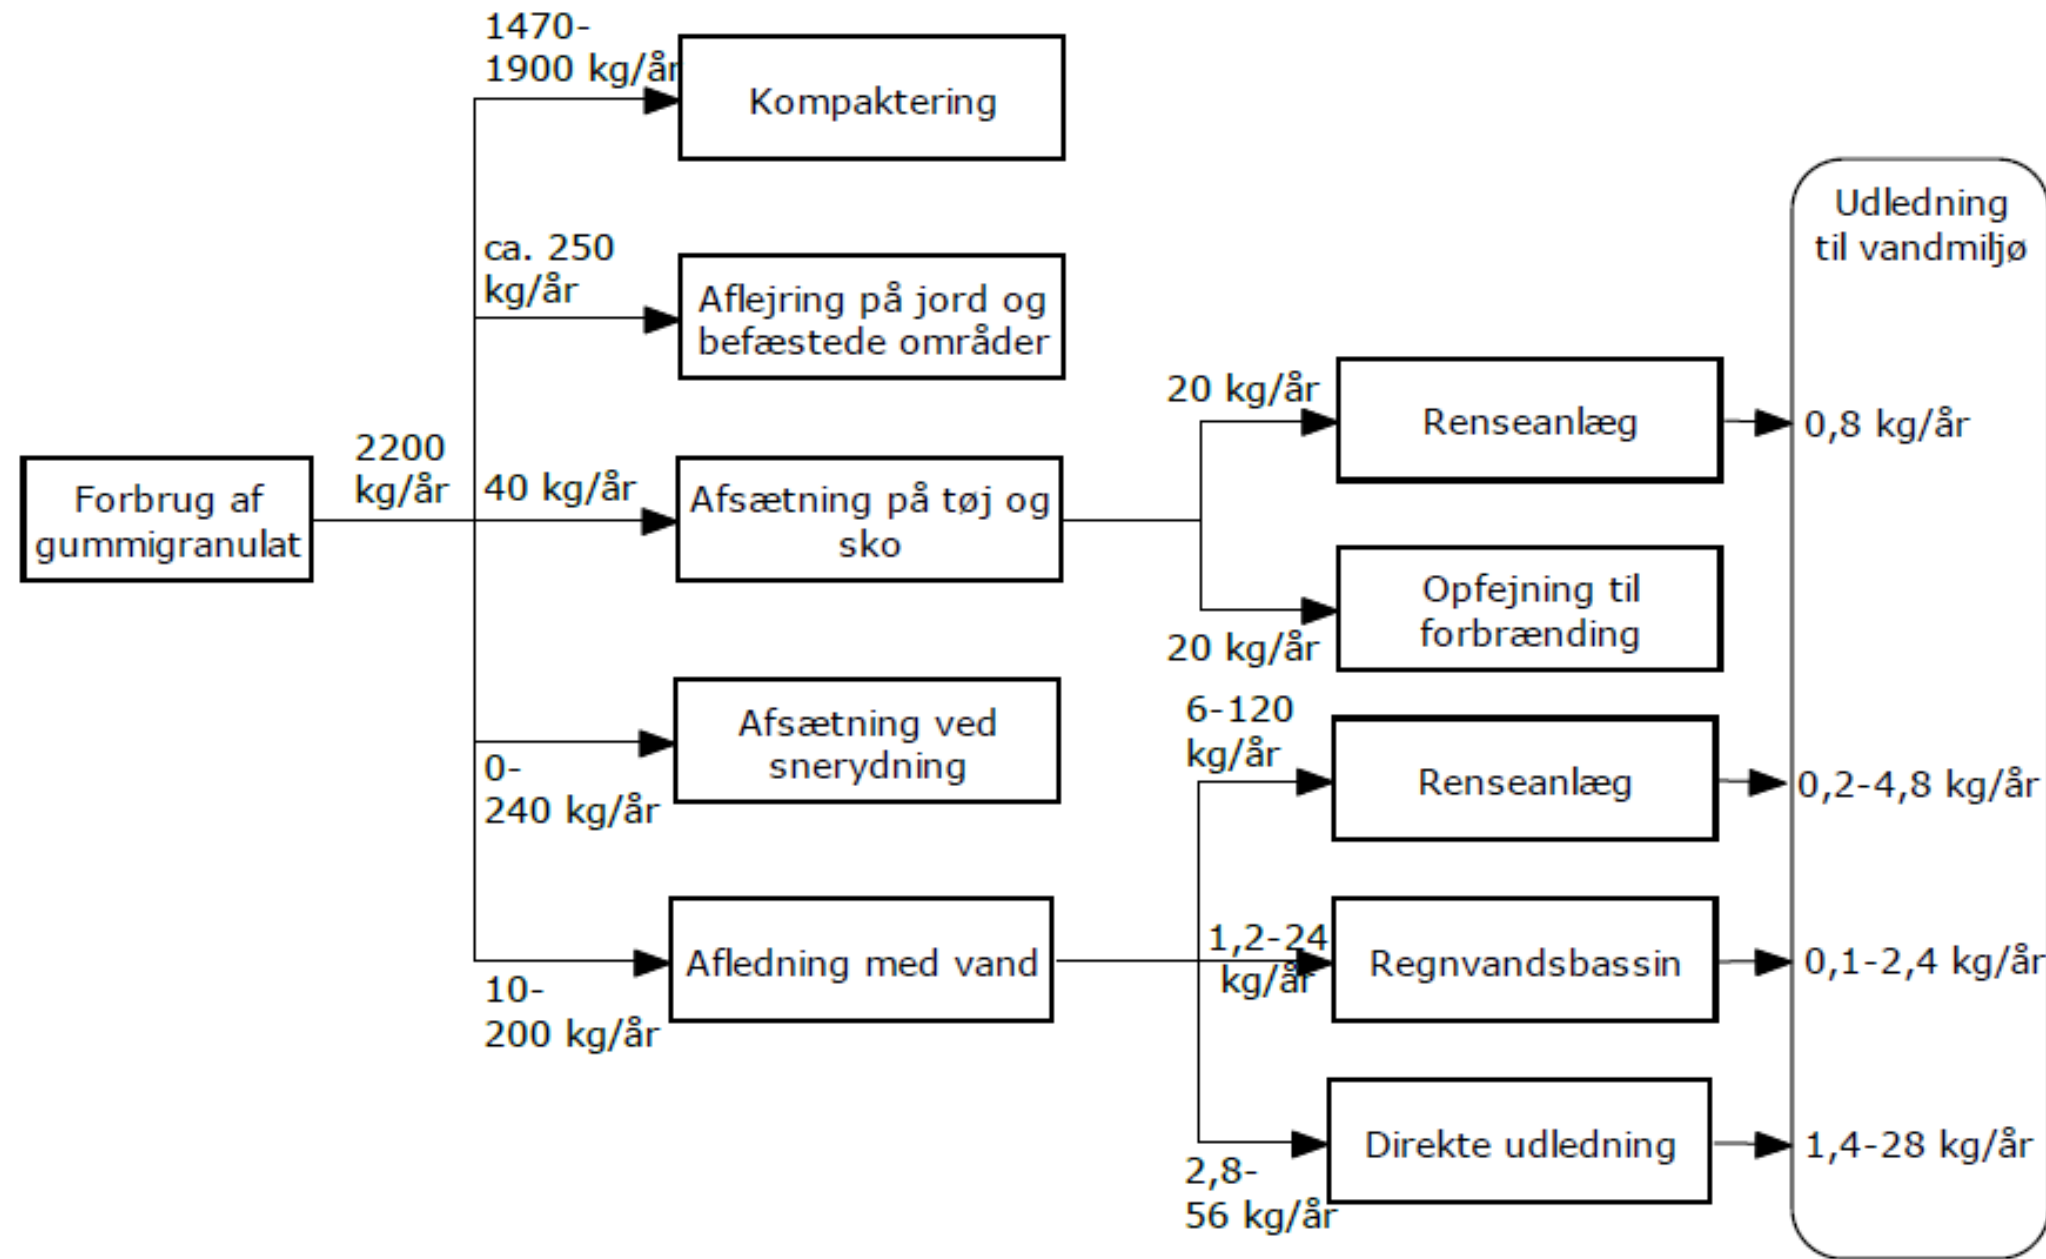 1470-
1900 kg/år
Kompaktering
ca. 250
kg/år
Aflejring på jord og
befæstede områder
Forbrug af
gummigranulat
2200
kg/år
40 kg/år
Afsætning på tøj og
sko
0-
240 kg/år
Afsætning ved
snerydning
10-
200 kg/år
Afledning med vand
20 kg/år
Renseanlæg
20 kg/år
Opfejning til
forbrænding
6-120
kg/år
Renseanlæg
1,2-24
kg/år
Regnvandsbassin
2,8-
56 kg/år
Direkte udledning
Udledning
til vandmiljø
0,8 kg/år
0,2-4,8 kg/år
0,1-2,4 kg/år
1,4-28 kg/år